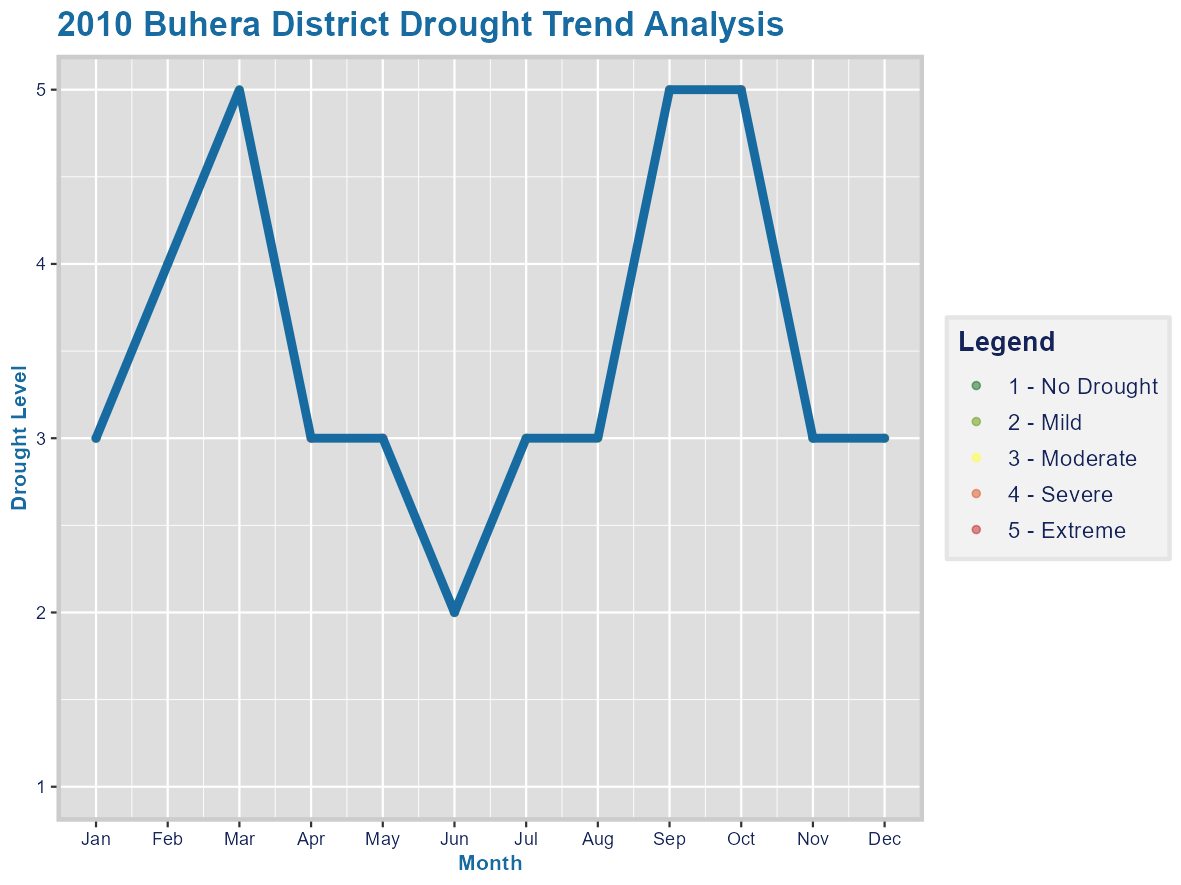 2010 Buhera District Drought Trend Analysis
Drought Level
5
4
3
2
1
Jan Feb Mar Apr May Jun Jul Aug Sep Oct Nov Dec
Month
Legend
1 - No Drought
2 - Mild
3 - Moderate
4 - Severe
5 - Extreme